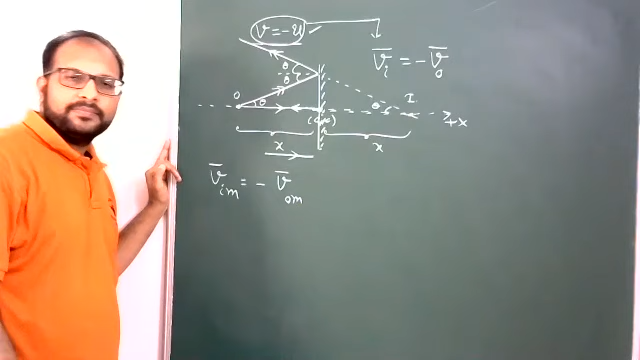 v = -u
v̄i = - v̄o
θ
θ
O θ
θ I
(0,0) +x
x x
v̄im = - v̄om